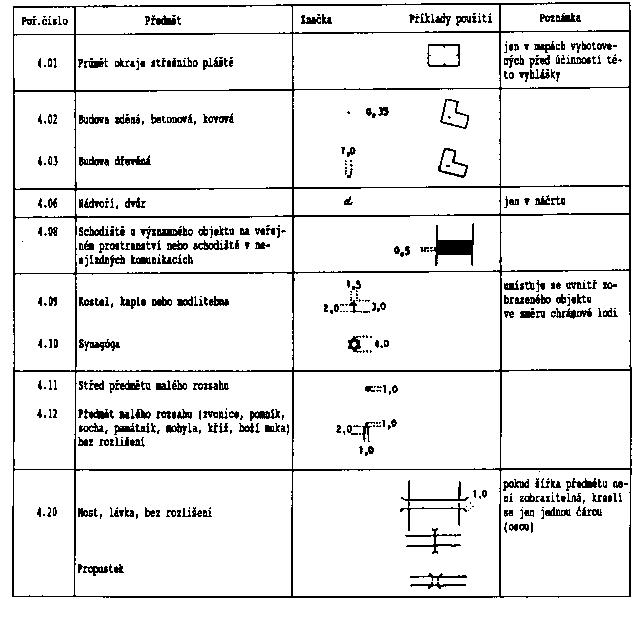 Poř.číslo Předmět Značka Příklady použití Poznámka
4.01 Průmět okraje střešního pláště jen v mapách vyhotove-
ných před účinností té-
to vyhlášky
4.02 Budova zděná, betonová, kovová 0,35
4.03 Budova dřevěná 1,0
4.06 Nádvoří, dvůr d jen v náčrtu
4.08 Schodiště u významného objektu na veřej-
ném prostranství nebo schodiště v ne-
sjízdných komunikacích 0,5
4.09 Kostel, kaple nebo modlitebna 1,5 2,0 3,0 umisťuje se uvnitř zo-
brazeného objektu
ve směru chrámové lodi
4.10 Synagóga 4,0
4.11 Střed předmětu malého rozsahu 1,0
4.12 Předmět malého rozsahu (zvonice, pomník,
socha, památník, mohyla, kříž, boží muka)
bez rozlišení 2,0 1,0 1,0
4.20 Most, lávka, bez rozlišení 1,0 pokud šířka předmětu ne-
ní zobrazitelná, kreslí
se jen jednou čárou
(osou)
Propustek